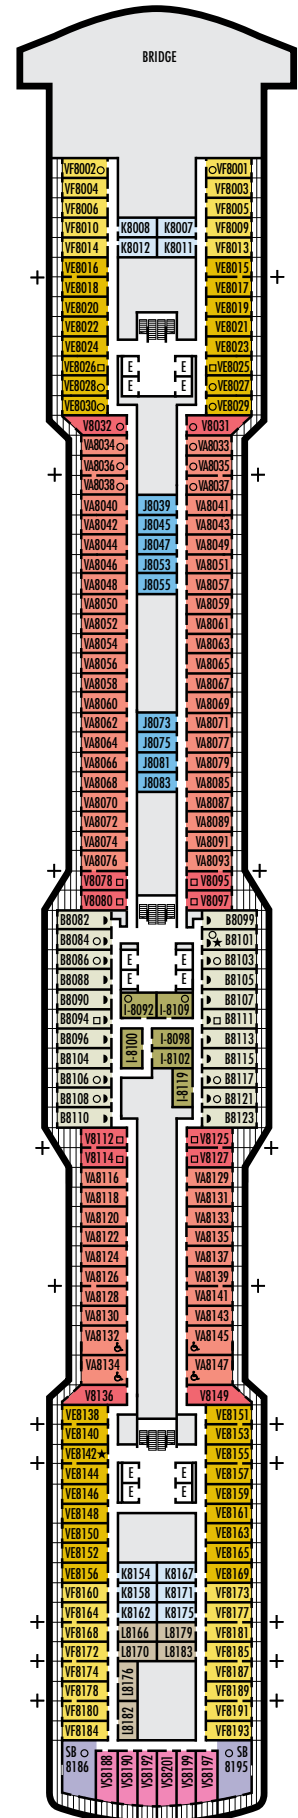 BRIDGE
VF8002 VF8001
VF8004 VF8003
VF8006 VF8005
VF8010 K8008 K8007 VF8009
VF8014 K8012 K8011 VF8013
VE8016 VE8015
VE8018 VE8017
VE8020 VE8019
VE8022 VE8021
VE8024 VE8023
VE8026 E E VE8025
VE8028 E E VE8027
VE8030 VE8029
V8032 V8031
VA8034 VA8033
VA8036 VA8035
VA8038 VA8037
VA8040 J8039 VA8041
VA8042 J8045 VA8043
VA8044 J8047 VA8049
VA8046 J8053 VA8051
VA8048 J8055 VA8057
VA8050 VA8059
VA8052 VA8061
VA8054 VA8063
VA8056 VA8065
VA8058 VA8067
VA8060 VA8069
VA8062 J8073 VA8071
VA8064 J8075 VA8077
VA8066 J8081 VA8079
VA8068 J8083 VA8085
VA8070 VA8087
VA8072 VA8089
VA8074 VA8091
VA8076 VA8093
V8078 V8095
V8080 V8097
B8082 B8099
B8084 B8101
B8086 E E B8103
B8088 E E B8105
B8090 I-8092 I-8109 B8107
B8094 B8111
B8096 I-8100 I-8098 B8113
B8104 I-8102 B8115
B8106 I-8119 B8117
B8108 B8121
B8110 B8123
V8112 V8125
V8114 V8127
VA8116 VA8129
VA8118 VA8131
VA8120 VA8133
VA8122 VA8135
VA8124 VA8137
VA8126 VA8139
VA8128 VA8141
VA8130 VA8143
VA8132 VA8145
VA8134 VA8147
V8136 V8149
VE8138 VE8151
VE8140 VE8153
VE8142 VE8155
VE8144 E E VE8157
VE8146 E E VE8159
VE8148 VE8161
VE8150 VE8163
VE8152 VE8165
VE8156 K8154 K8167 VE8169
VF8160 K8158 K8171 VF8173
VF8164 K8162 K8175 VF8177
VF8168 L8166 L8179 VF8181
VF8172 L8170 L8183 VF8185
VF8174 L8176 VF8187
VF8178 VF8189
VF8180 L8182 VF8191
VF8184 VF8193
SB 8186 VS8188 VS8190 VS8192 VS8201 VS8199 VS8197 SB 8195